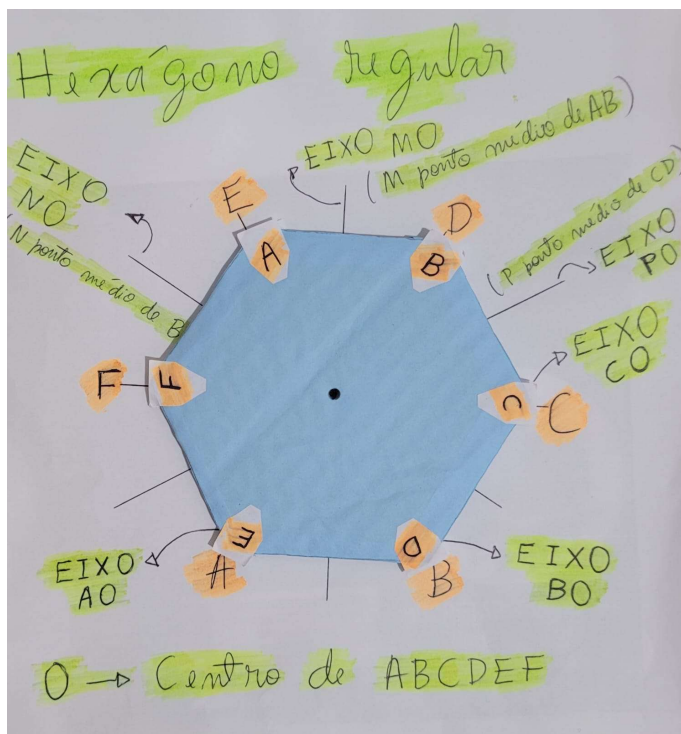 Hexágono regular
EIXO MO
(M ponto médio de AB)
EIXO
NO
(N ponto médio de B
(P ponto médio de CD)
EIXO
PO
E
D
A
B
EIXO
CO
F
F
C
C
E
D
A
B
EIXO
AO
EIXO
BO
O → Centro de ABCDEF